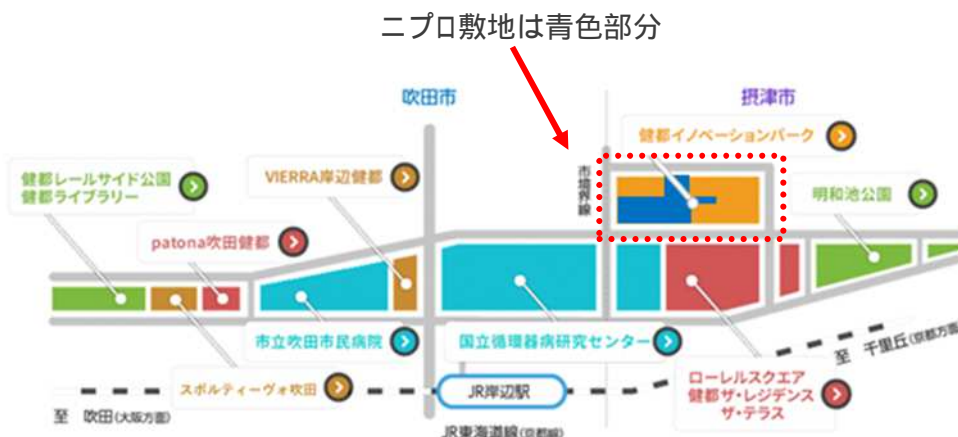 ニプロ敷地は青色部分
吹田市
摂津市
健都イノベーションパーク
市境界線
健都レールサイド公園
健都ライブラリー
VIERRA岸辺健都
明和池公園
patona吹田健都
市立吹田市民病院
国立循環器病研究センター
至 千里丘(京都方面)
スポルティーヴォ吹田
JR岸辺駅
ローレルスクエア
健都ザ・レジデンス
ザ・テラス
至 吹田(大阪方面)
JR東海道線(京都線)